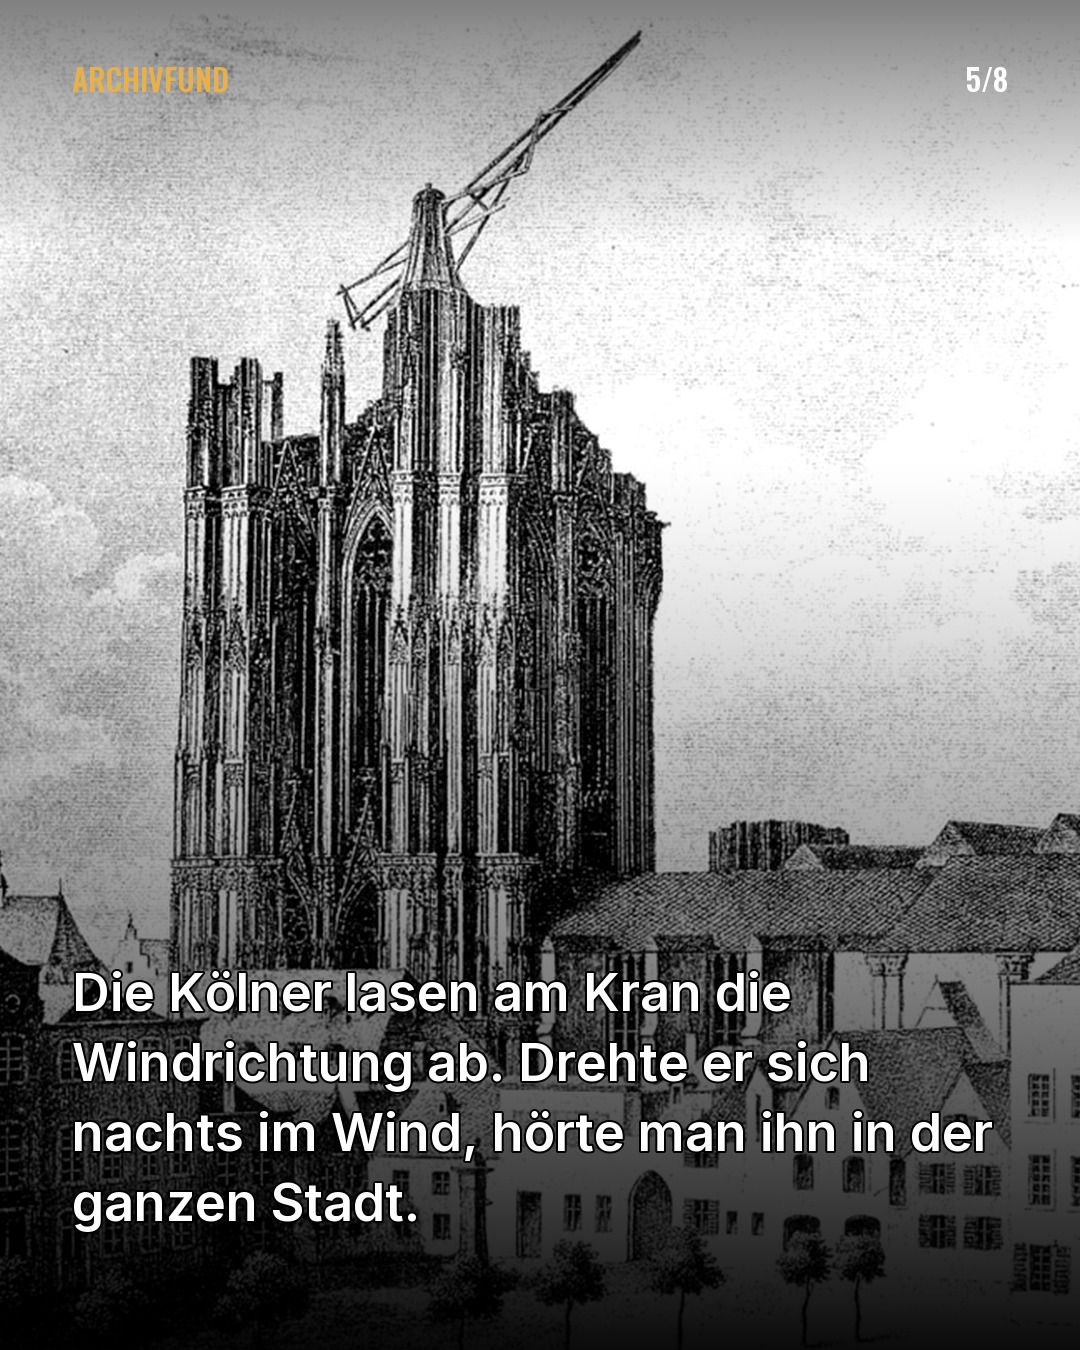 ARCHIVFUND
5/8
Die Kölner lasen am Kran die
Windrichtung ab. Drehte er sich
nachts im Wind, hörte man ihn in der
ganzen Stadt.